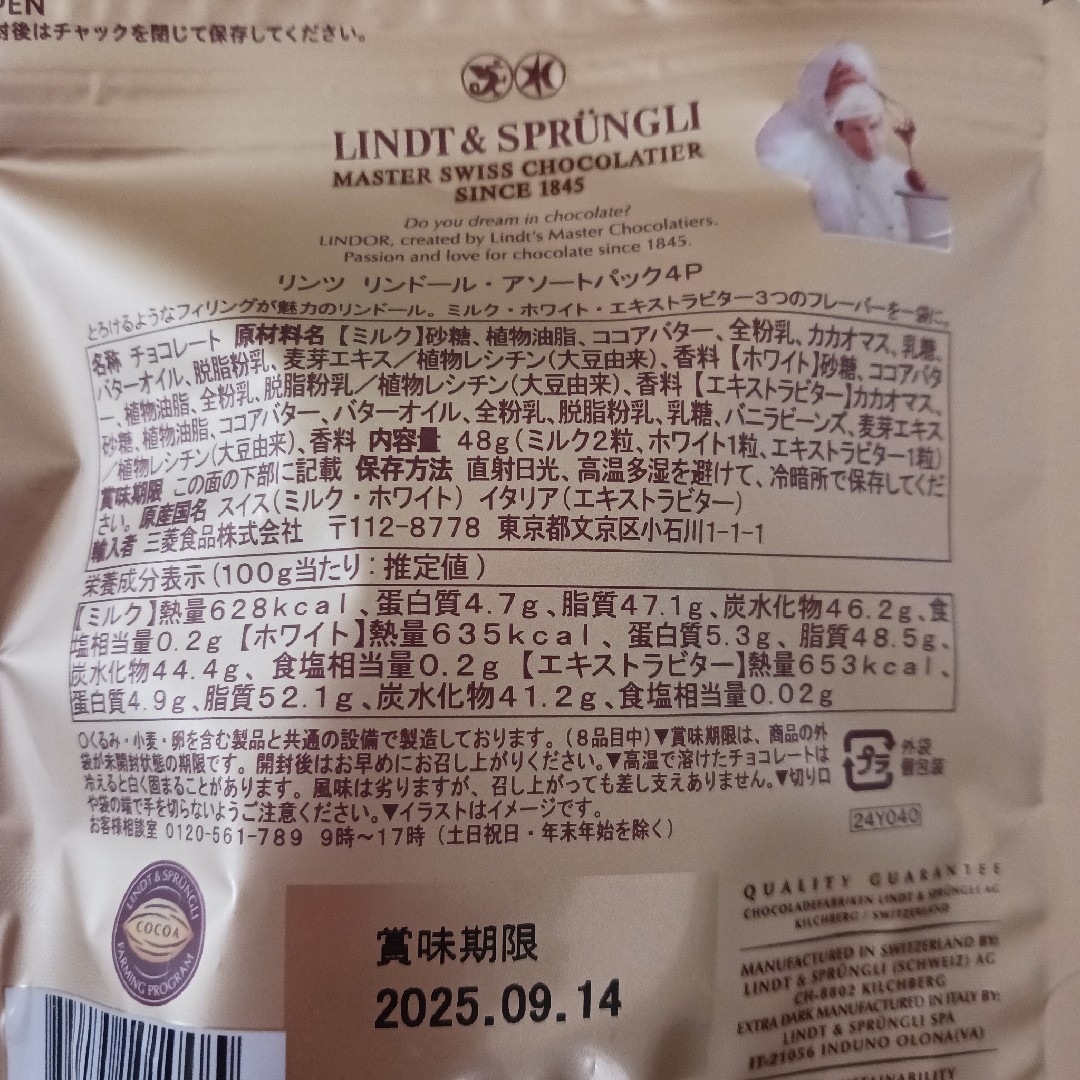 PEN
封後はチャックを閉じて保存してください。
LINDT & SPRÜNGLI
MASTER SWISS CHOCOLATIER
SINCE 1845
Do you dream in chocolate?
LINDOR, created by Lindt's Master Chocolatiers.
Passion and love for chocolate since 1845.
リンツ リンドール・アソートパック4P
とろけるようなフィリングが魅力のリンドール。ミルク・ホワイト・エキストラビター3つのフレーバーを一袋に。
名称 チョコレート 原材料名 【ミルク】砂糖、植物油脂、ココアバター、全粉乳、カカオマス、乳糖、
バターオイル、脱脂粉乳、麦芽エキス／植物レシチン(大豆由来)、香料【ホワイト】砂糖、ココアバタ
ー、植物油脂、全粉乳、脱脂粉乳／植物レシチン(大豆由来)、香料【エキストラビター】カカオマス、
砂糖、植物油脂、ココアバター、バターオイル、全粉乳、脱脂粉乳、乳糖、バニラビーンズ、麦芽エキス
／植物レシチン(大豆由来)、香料 内容量 48g(ミルク2粒、ホワイト1粒、エキストラビター1粒)
賞味期限 この面の下部に記載 保存方法 直射日光、高温多湿を避けて、冷暗所で保存してくだ
さい。原産国名 スイス(ミルク・ホワイト) イタリア(エキストラビター)
輸入者 三菱食品株式会社 〒112-8778 東京都文京区小石川1-1-1
栄養成分表示(100g当たり:推定値)
【ミルク】熱量628kcal、蛋白質4.7g、脂質47.1g、炭水化物46.2g、食
塩相当量0.2g【ホワイト】熱量635kcal、蛋白質5.3g、脂質48.5g、
炭水化物44.4g、食塩相当量0.2g【エキストラビター】熱量653kcal、
蛋白質4.9g、脂質52.1g、炭水化物41.2g、食塩相当量0.02g
○くるみ・小麦・卵を含む製品と共通の設備で製造しております。(8品目中)▼賞味期限は、商品の外
袋が未開封状態の期限です。開封後はお早めにお召し上がりください。▼高温で溶けたチョコレートは
冷えると白く固まることがあります。風味は劣りますが、召し上がっても差し支えありません。▼切り口
や袋の端で手を切らないようご注意ください。▼イラストはイメージです。
お客様相談室 0120-561-789 9時～17時(土日祝日・年末年始を除く)
プラ
外袋
個包装
24Y040
LINDT & SPRÜNGLI
COCOA
FARMING PROGRAM
賞味期限
2025.09.14
QUALITY GUARANTEE
CHOCOLADEFABRIKEN LINDT & SPRÜNGLI AG
KILCHBERG / SWITZERLAND
MANUFACTURED IN SWITZERLAND BY:
LINDT & SPRÜNGLI (SCHWEIZ) AG
CH-8802 KILCHBERG
EXTRA DARK MANUFACTURED IN ITALY BY:
LINDT & SPRÜNGLI SPA
IT-21056 INDUNO OLONA(VA)